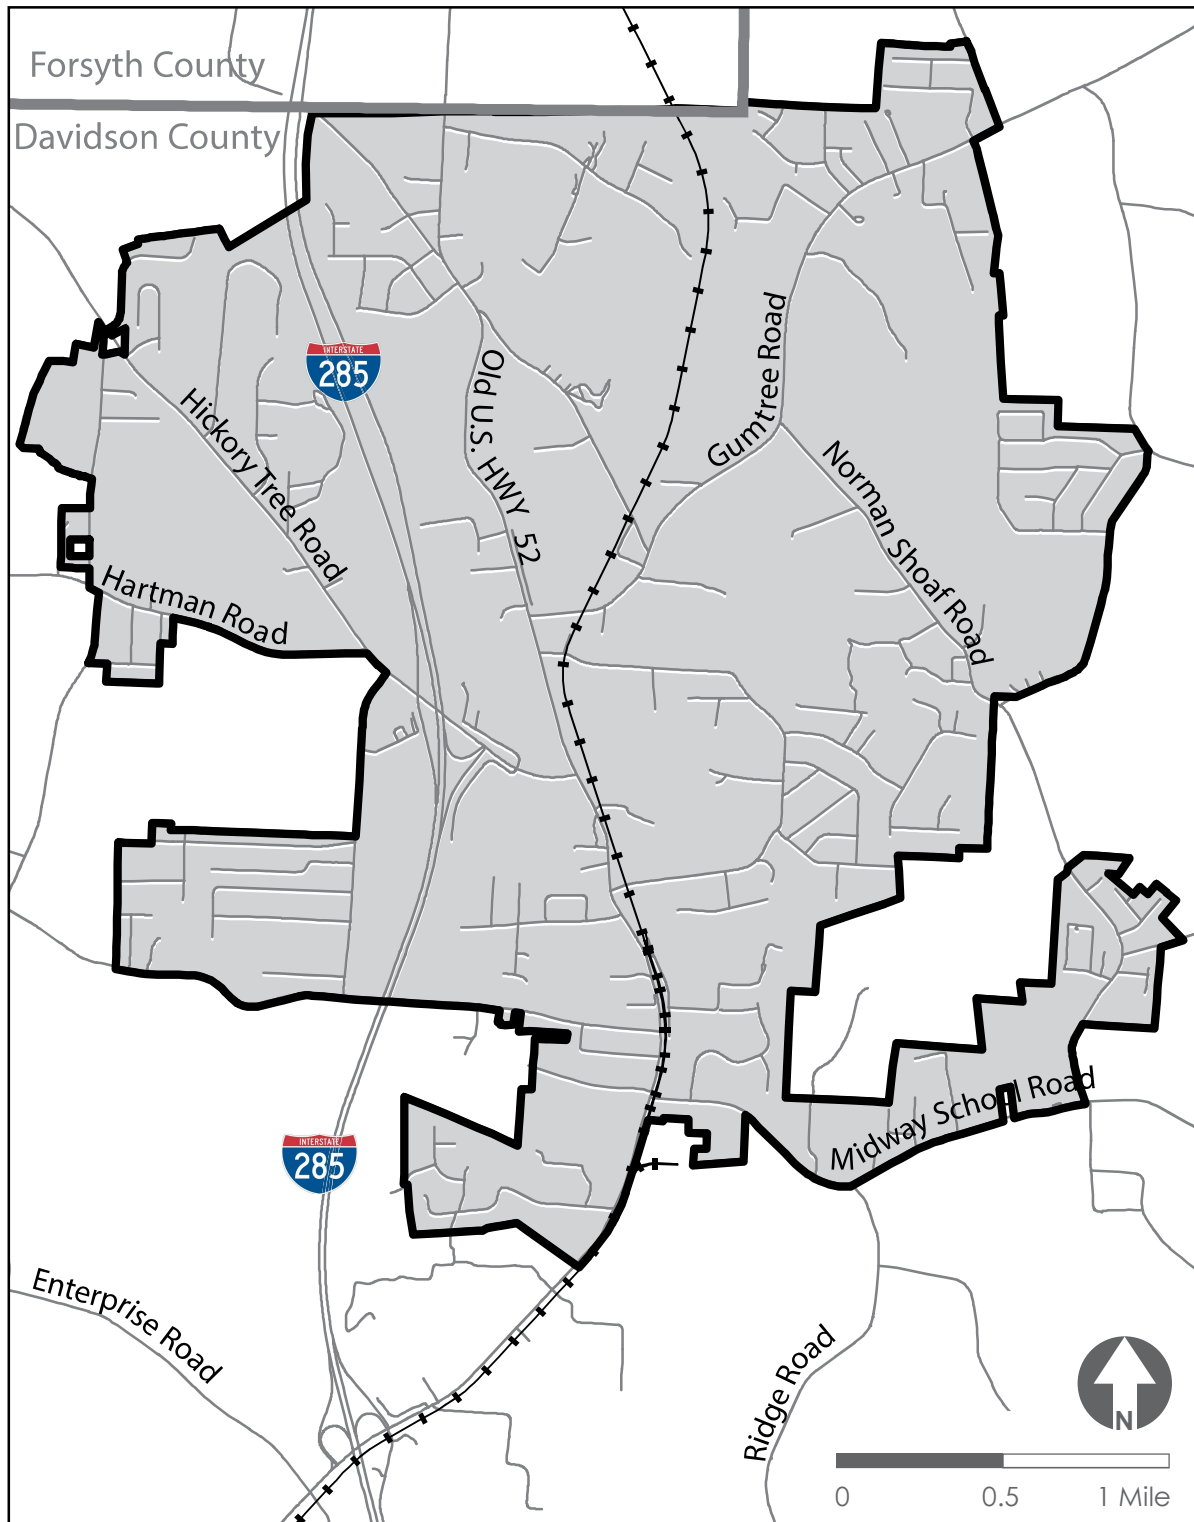 Forsyth County
Davidson County
INTERSTATE
285
Old U.S. HWY 52
Gumtree Road
Hickory Tree Road
Norman Shoaf Road
Hartman Road
Midway School Road
INTERSTATE
285
Enterprise Road
Ridge Road
N
0 0.5 1 Mile